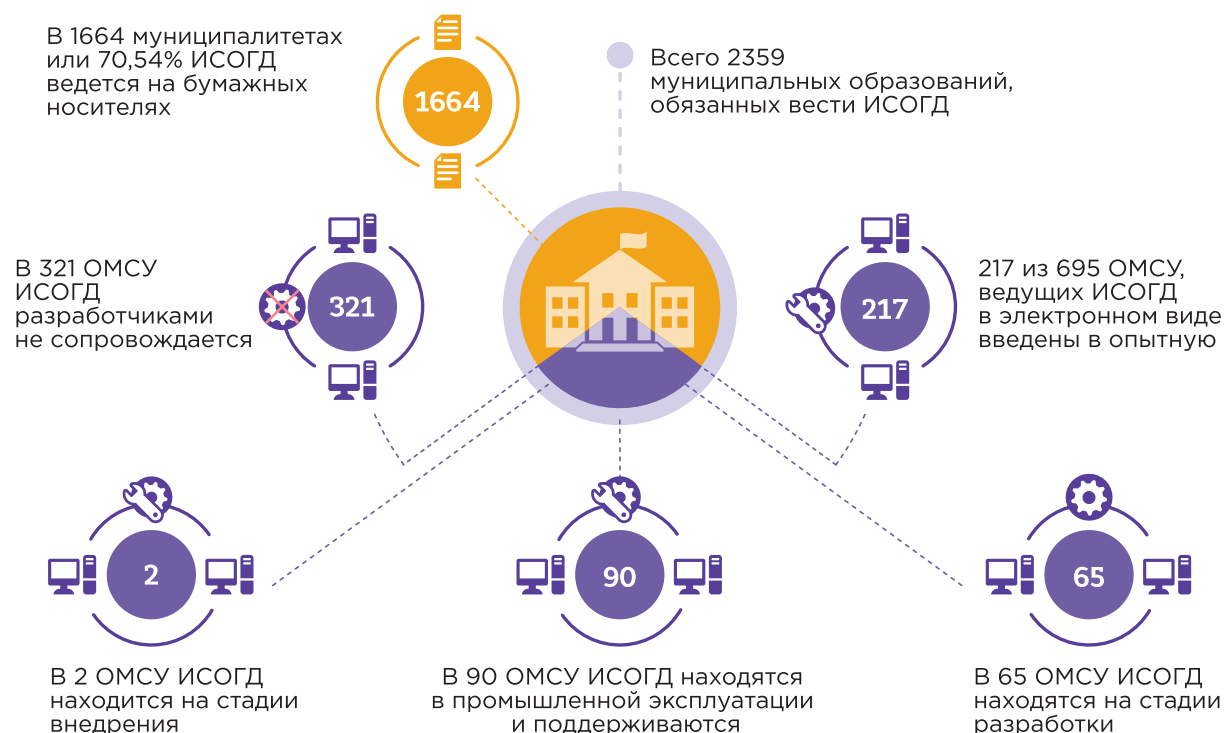 В 1664 муниципалитетах
или 70,54% ИСОГД
ведется на бумажных
носителях
1664
Всего 2359
муниципальных образований,
обязанных вести ИСОГД
В 321 ОМСУ
ИСОГД
разработчиками
не сопровождается
321
217
217 из 695 ОМСУ,
ведущих ИСОГД
в электронном виде
введены в опытную
2
90
65
В 2 ОМСУ ИСОГД
находится на стадии
внедрения
В 90 ОМСУ ИСОГД находятся
в промышленной эксплуатации
и поддерживаются
В 65 ОМСУ ИСОГД
находятся на стадии
разработки